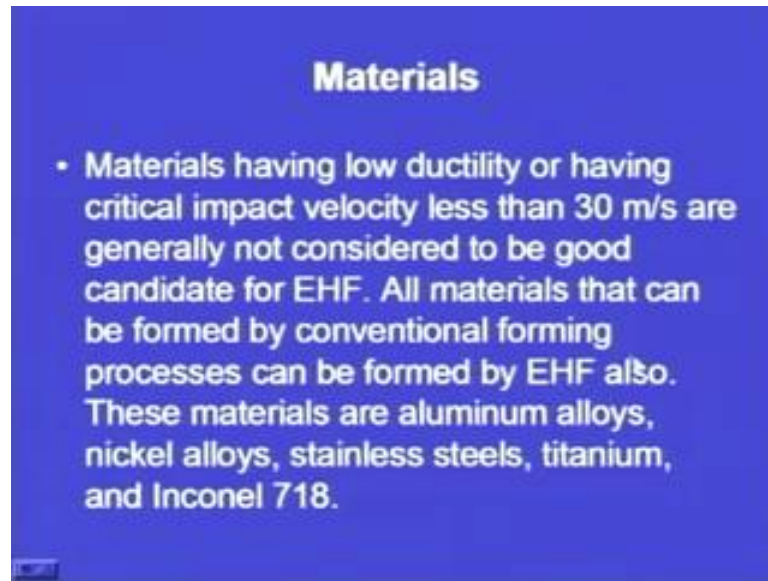 Materials
• Materials having low ductility or having
critical impact velocity less than 30 m/s are
generally not considered to be good
candidate for EHF. All materials that can
be formed by conventional forming
processes can be formed by EHF also.
These materials are aluminum alloys,
nickel alloys, stainless steels, titanium,
and Inconel 718.